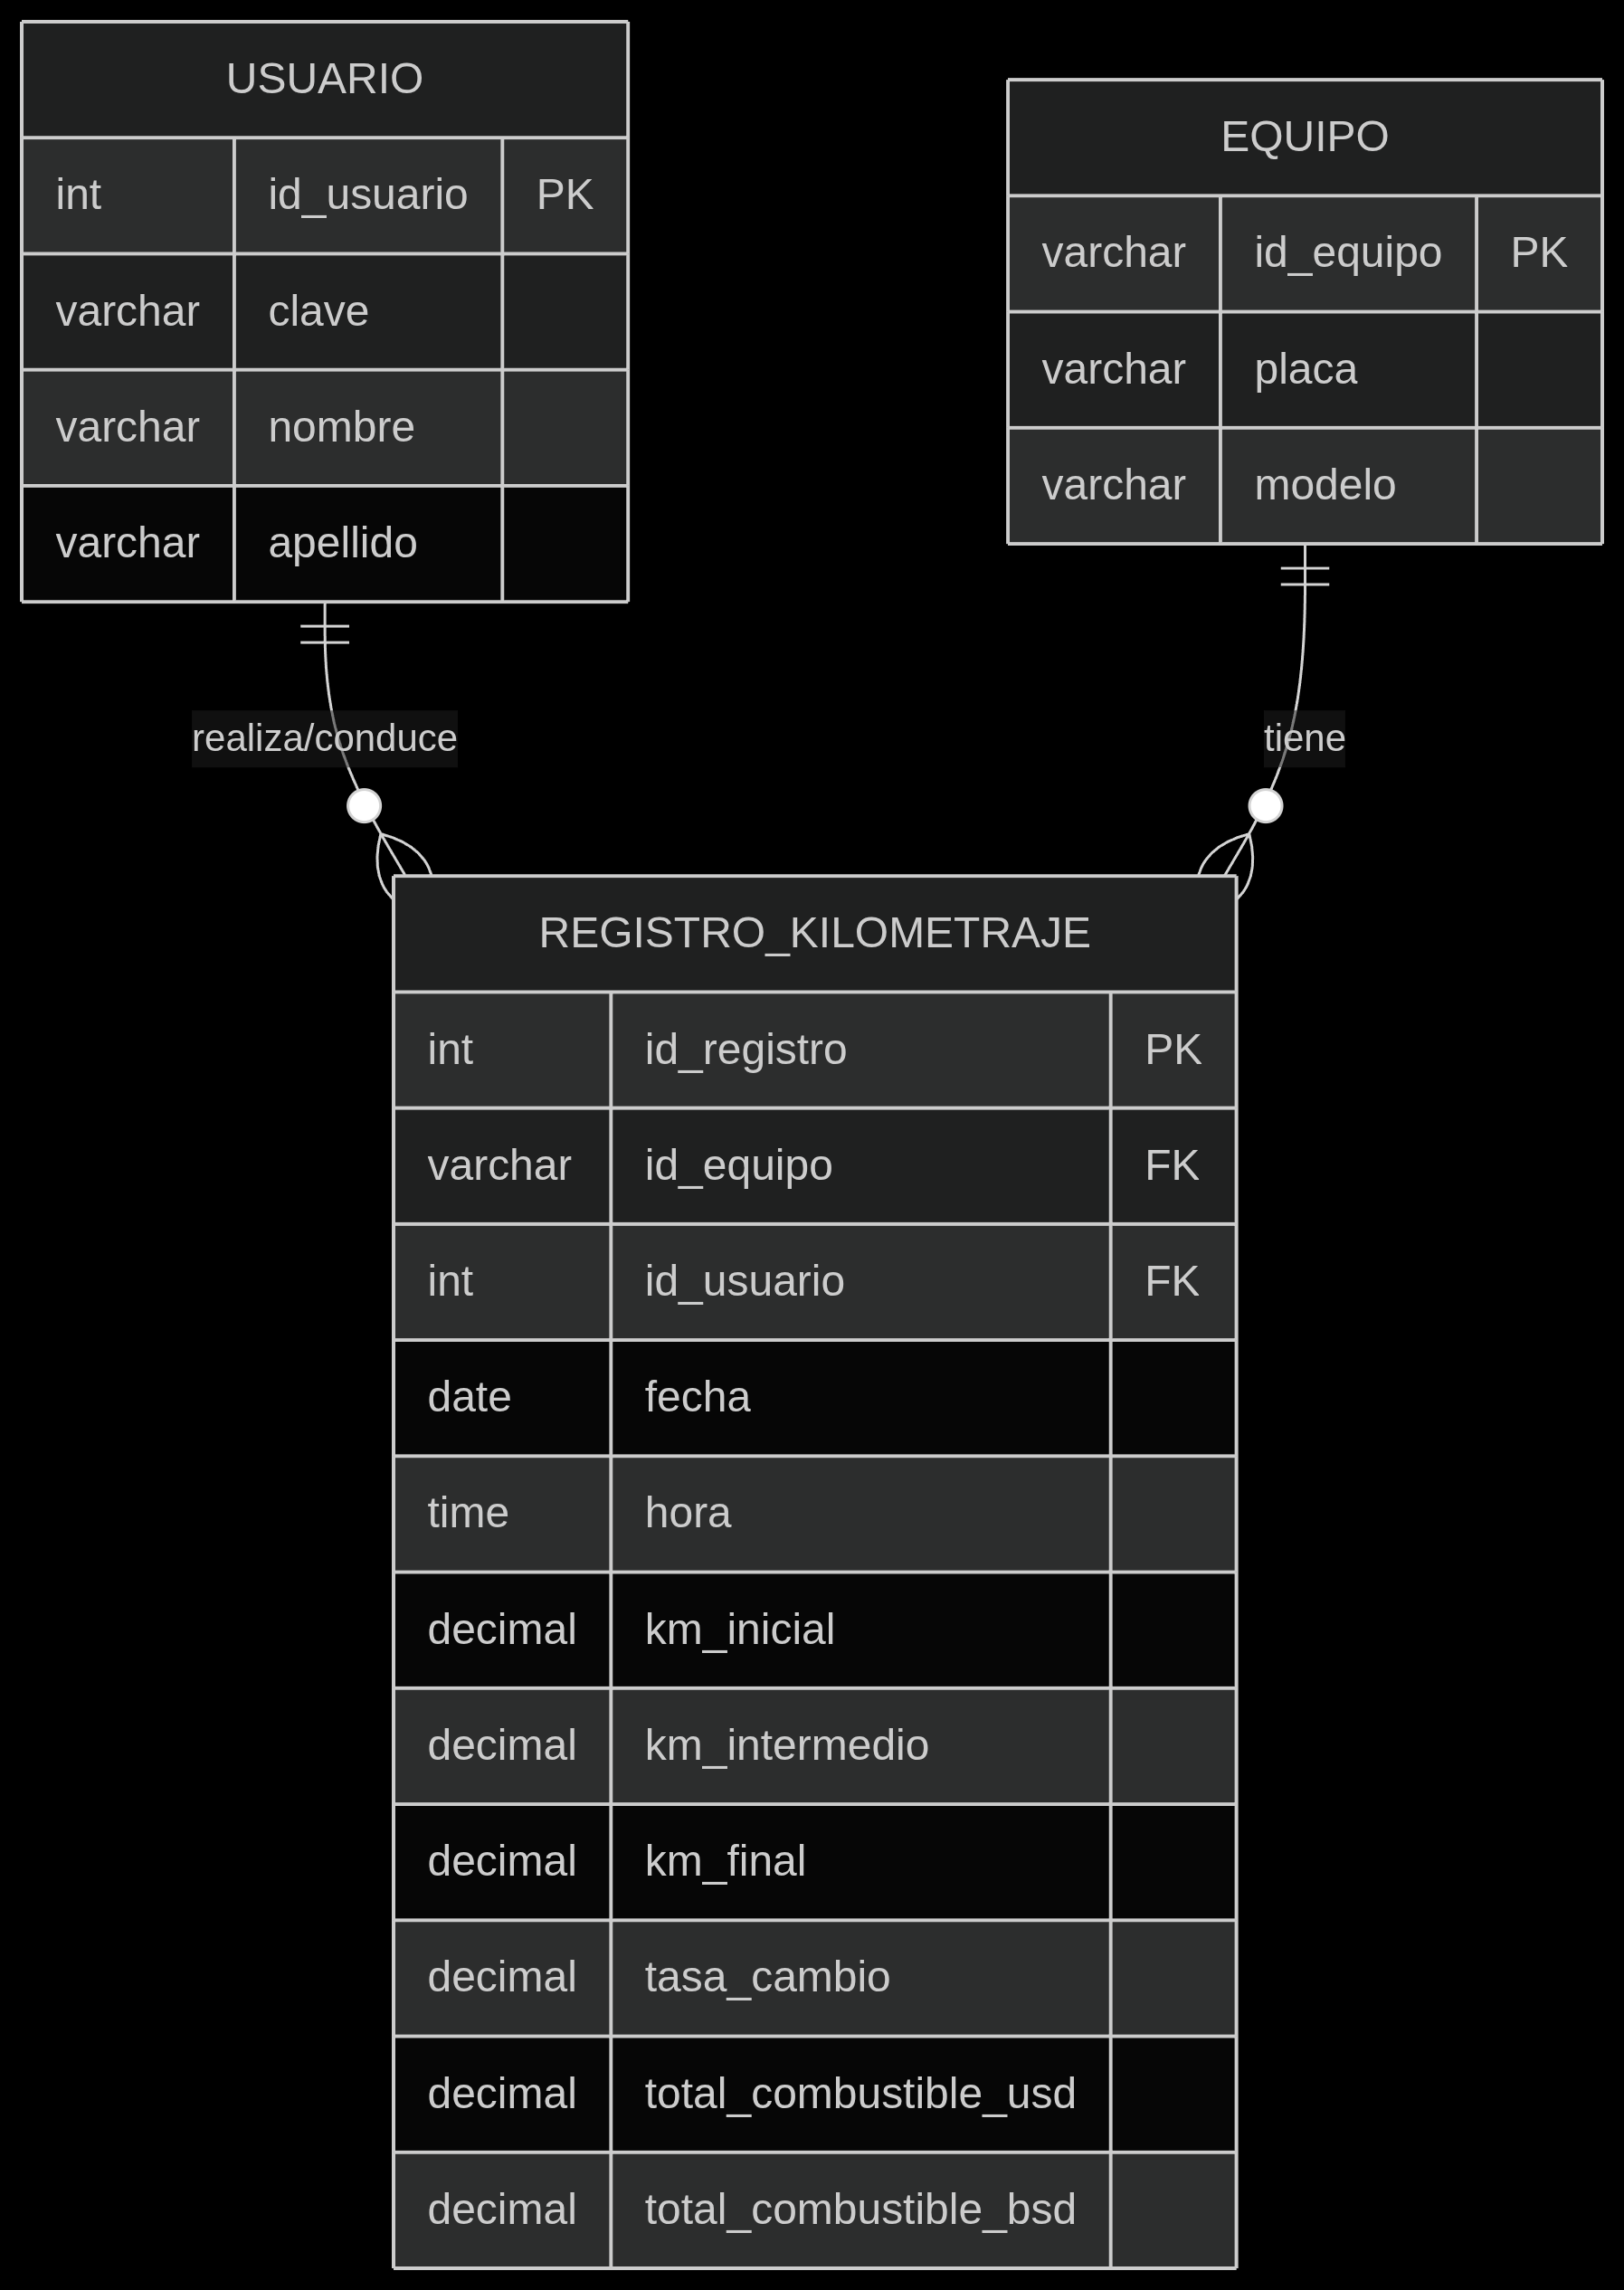 USUARIO
int id_usuario PK
varchar clave
varchar nombre
varchar apellido
EQUIPO
varchar id_equipo PK
varchar placa
varchar modelo
realiza/conduce
tiene
REGISTRO_KILOMETRAJE
int id_registro PK
varchar id_equipo FK
int id_usuario FK
date fecha
time hora
decimal km_inicial
decimal km_intermedio
decimal km_final
decimal tasa_cambio
decimal total_combustible_usd
decimal total_combustible_bsd